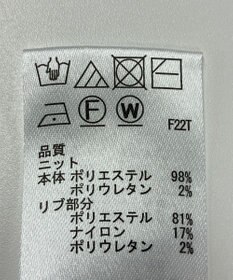 F W F22T
品質
ニット
本体 ポリエステル 98%
ポリウレタン 2%
リブ部分
ポリエステル 81%
ナイロン 17%
ポリウレタン 2%